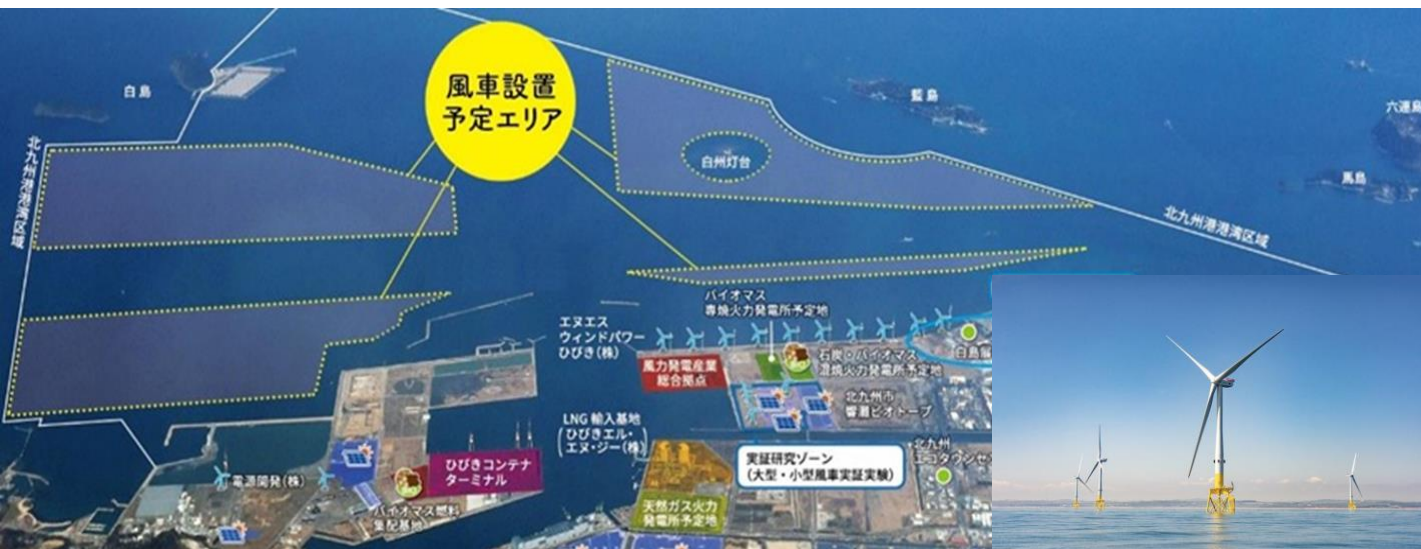 風車設置
予定エリア
白島
藍島
六連島
馬島
白州灯台
北九州港港湾区域
北九州港港湾区域
バイオマス
専焼火力発電所予定地
エヌエス
ウィンドパワー
ひびき(株)
風力発電産業
総合拠点
石炭・バイオマス
混焼火力発電所予定地
白島展
北九州市
響灘ビオトープ
LNG 輸入基地
(ひびきエル・
エヌ・ジー(株))
北九州
エコタウンセ
ひびきコンテナ
ターミナル
実証研究ゾーン
(大型・小型風車実証実験)
電源開発(株)
バイオマス燃料
集配基地
天然ガス火力
発電所予定地